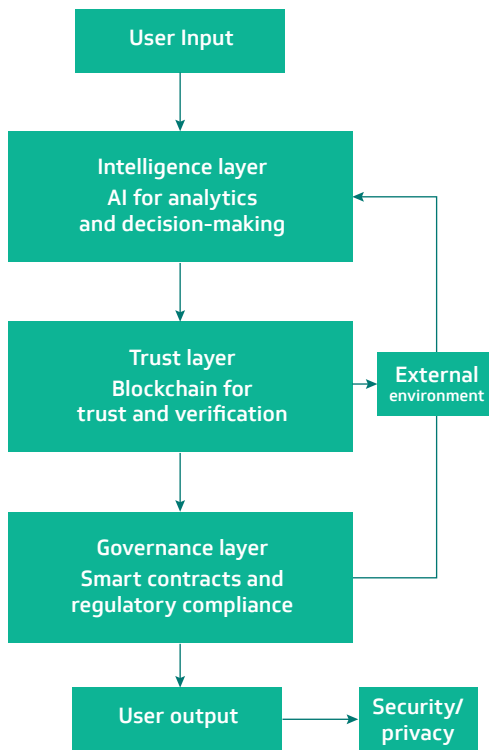 User Input
Intelligence layer
AI for analytics
and decision-making
Trust layer
Blockchain for
trust and verification
External
environment
Governance layer
Smart contracts and
regulatory compliance
User output
Security/
privacy